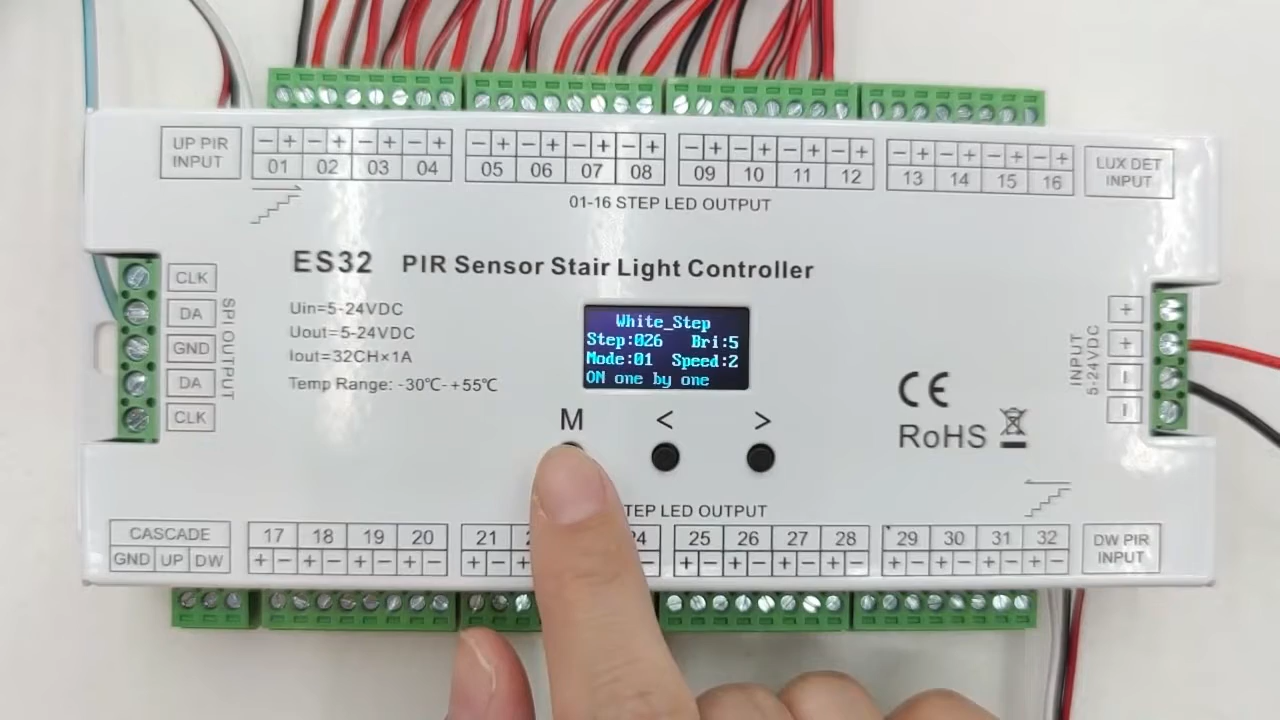 UP PIR INPUT
− + − + − + − +
01 02 03 04
− + − + − + − +
05 06 07 08
− + − + − + − +
09 10 11 12
− + − + − + − +
13 14 15 16
LUX DET INPUT
01-16 STEP LED OUTPUT
ES32 PIR Sensor Stair Light Controller
CLK
DA
GND
DA
CLK
SPI OUTPUT
Uin=5-24VDC
Uout=5-24VDC
Iout=32CH×1A
Temp Range: -30℃-+55℃
White_Step
Step:026 Bri:5
Mode:01 Speed:2
ON one by one
M < >
INPUT
5-24VDC
+
+
−
−
CE
RoHS
TEP LED OUTPUT
CASCADE
GND UP DW
17 18 19 20
+ − + − + − + −
21
+ − +
−
25 26 27 28
+ − + − + − + −
29 30 31 32
+ − + − + − + −
DW PIR INPUT